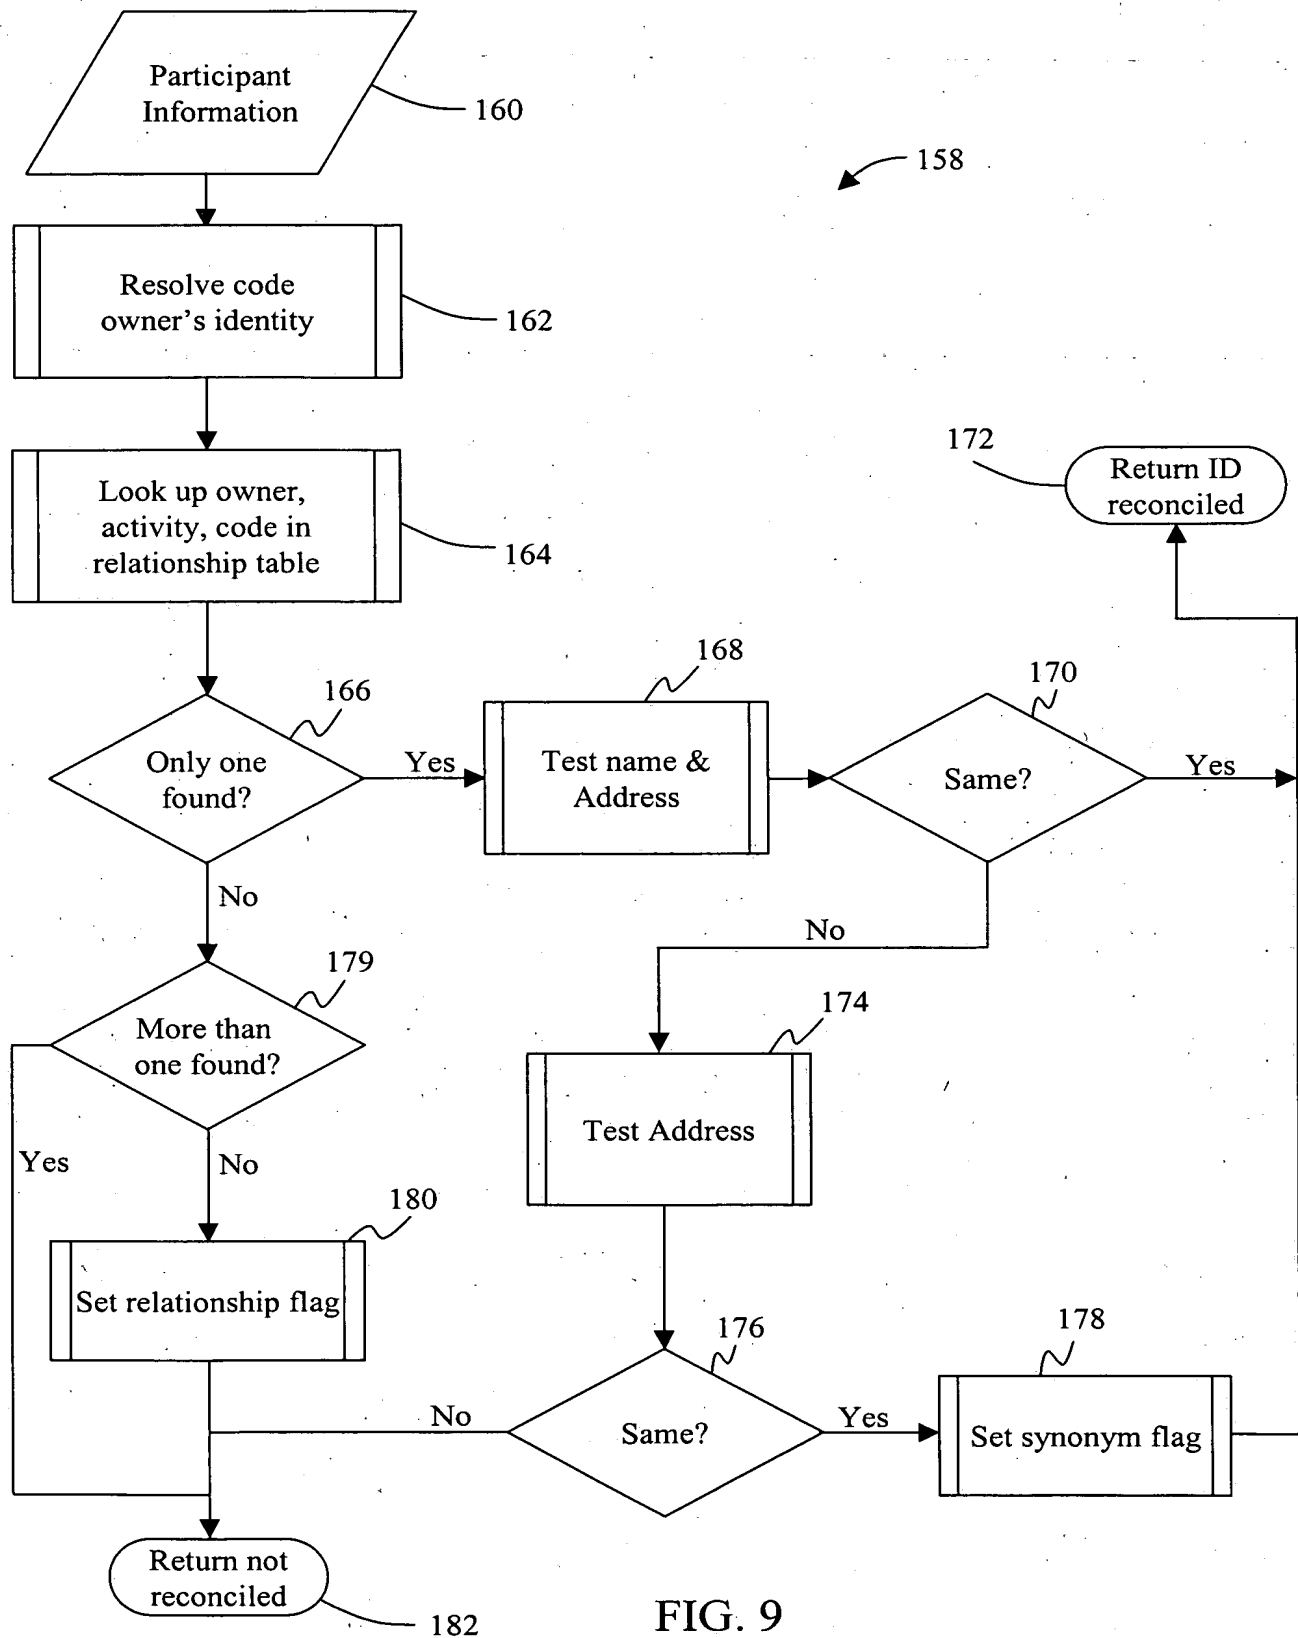 Participant
Information
160
158
Resolve code
owner's identity
162
Look up owner,
activity, code in
relationship table
164
172
Return ID
reconciled
166
Only one
found?
Yes
168
Test name &
Address
170
Same?
Yes
No
No
179
More than
one found?
Yes
No
174
Test Address
180
Set relationship flag
176
Same?
No
Yes
178
Set synonym flag
Return not
reconciled
182
FIG. 9